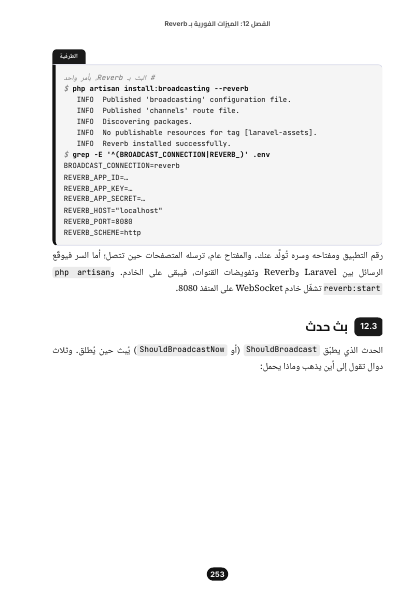 الفصل 12: الميزات الفورية بـ Reverb
الطرفية
# البث بـ Reverb، بأمر واحد
$ php artisan install:broadcasting --reverb
INFO  Published 'broadcasting' configuration file.
INFO  Published 'channels' route file.
INFO  Discovering packages.
INFO  No publishable resources for tag [laravel-assets].
INFO  Reverb installed successfully.
$ grep -E '^(BROADCAST_CONNECTION|REVERB_)' .env
BROADCAST_CONNECTION=reverb
REVERB_APP_ID=…
REVERB_APP_KEY=…
REVERB_APP_SECRET=…
REVERB_HOST="localhost"
REVERB_PORT=8080
REVERB_SCHEME=http
رقم التطبيق ومفتاحه وسره تُولَّد عنك. والمفتاح عام، ترسله المتصفحات حين تتصل؛ أما السر فيوقّع
الرسائل بين Laravel وReverb وتفويضات القنوات، فيبقى على الخادم. وphp artisan
reverb:start تشغّل خادم WebSocket على المنفذ 8080.
12.3 بث حدث
الحدث الذي يطبّق ShouldBroadcast (أو ShouldBroadcastNow) يُبث حين يُطلق. وثلاث
دوال تقول إلى أين يذهب وماذا يحمل:
253